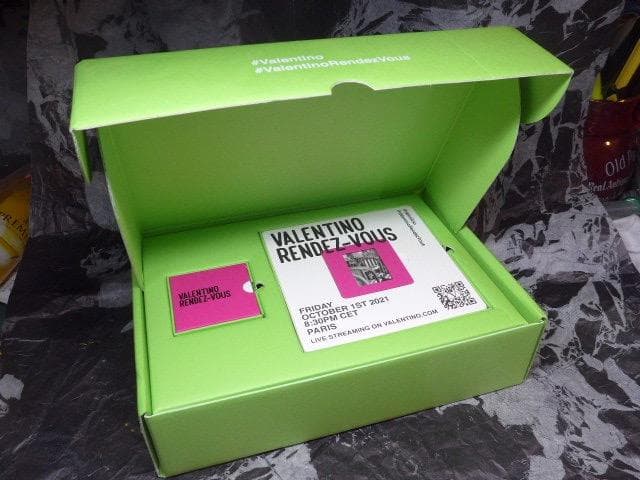 #Valentino
#ValentinoRendezVous
VALENTINO
RENDEZ-VOUS
VALENTINO
RENDEZ-VOUS
FRIDAY
OCTOBER 1ST 2021
8:30PM CET
PARIS
LIVE STREAMING ON VALENTINO.COM
Old